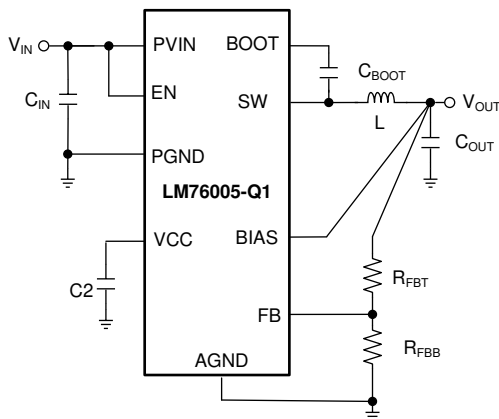 V_IN
PVIN
BOOT
C_BOOT
EN
SW
V_OUT
C_IN
L
C_OUT
PGND
LM76005-Q1
VCC
BIAS
C2
R_FBT
FB
R_FBB
AGND